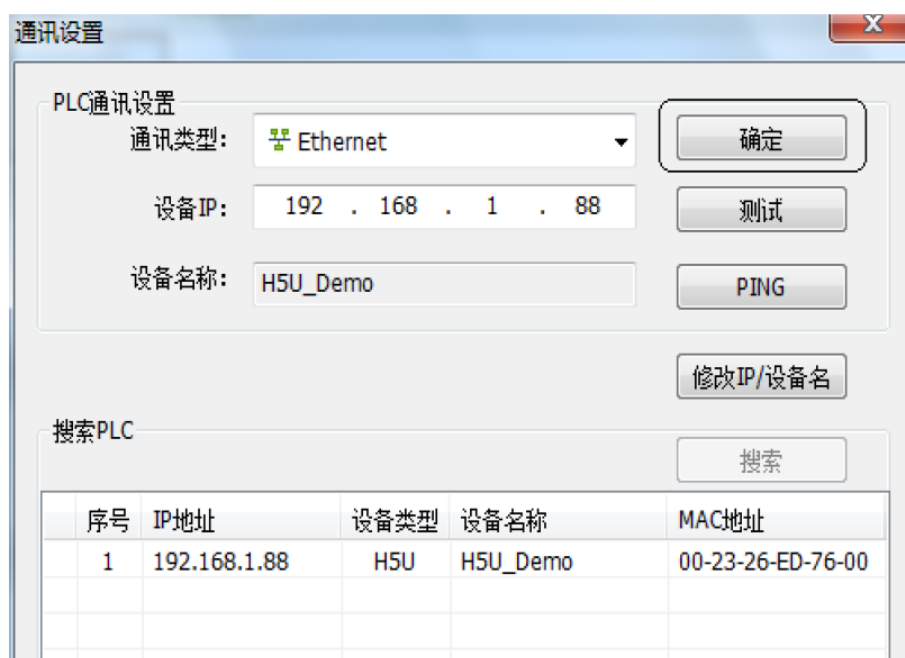 通讯设置
X
PLC通讯设置
通讯类型: Ethernet 确定
设备IP: 192 . 168 . 1 . 88 测试
设备名称: H5U_Demo PING
修改IP/设备名
搜索PLC
搜索
序号 IP地址 设备类型 设备名称 MAC地址
1 192.168.1.88 H5U H5U_Demo 00-23-26-ED-76-00